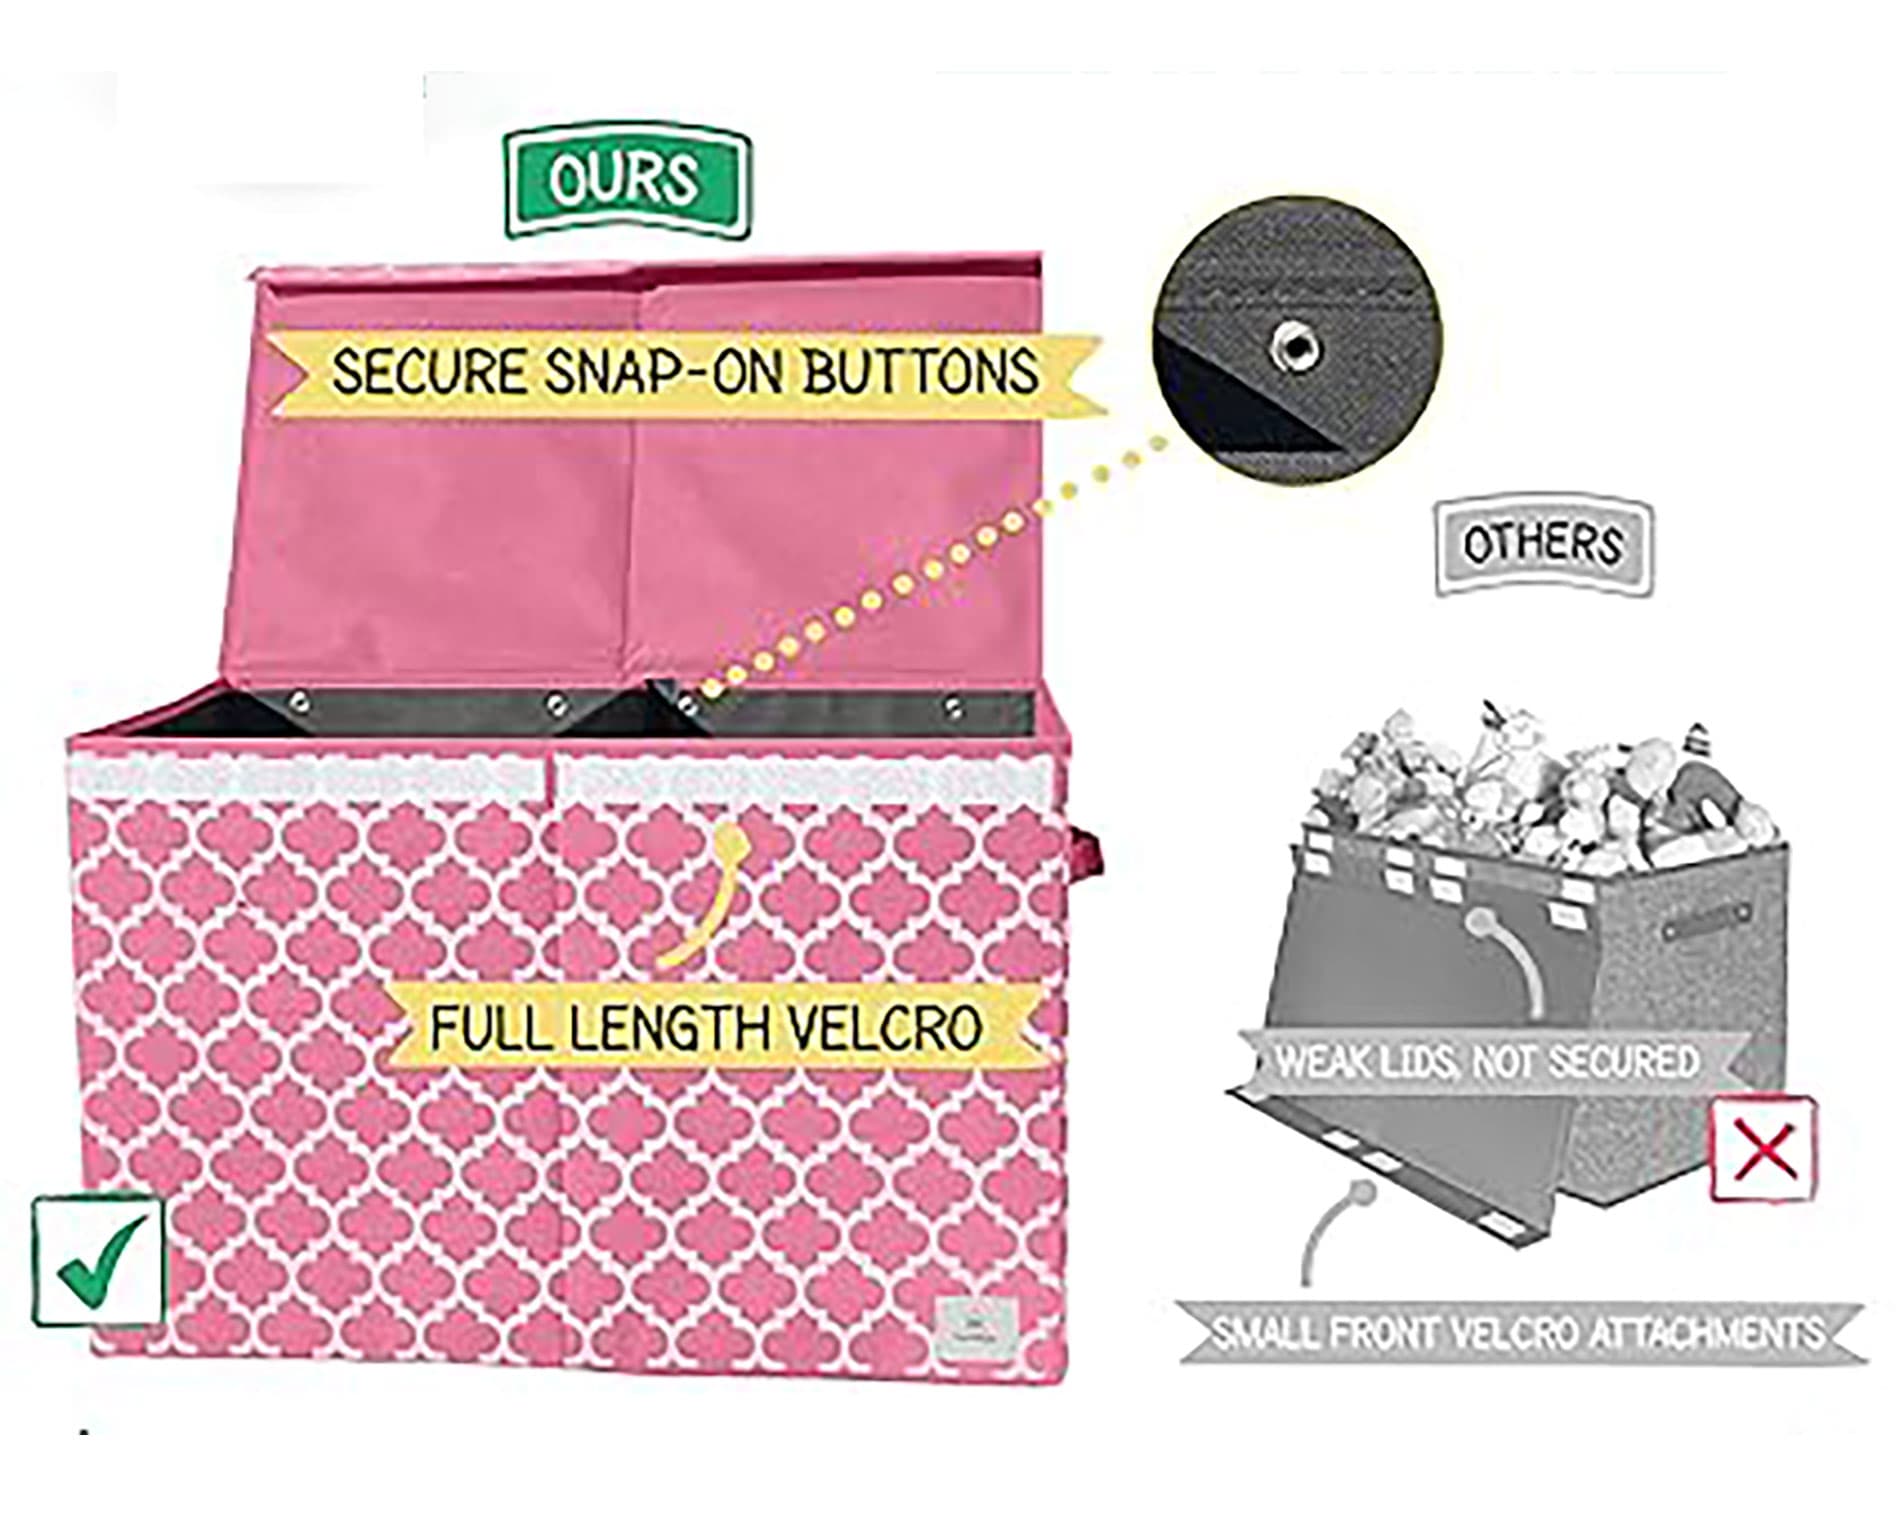 OURS
SECURE SNAP-ON BUTTONS
OTHERS
FULL LENGTH VELCRO
WEAK LIDS, NOT SECURED
SMALL FRONT VELCRO ATTACHMENTS